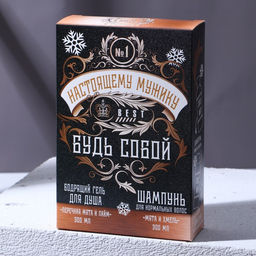 №1
НАСТОЯЩЕМУ МУЖЧИНУ
BEST
БУДЬ СОБОЙ
БОДРЯЩИЙ ГЕЛЬ
ДЛЯ ДУША
-ПЕРЕЧНАЯ МЯТА И ЛАЙМ-
300 МЛ
ШАМПУНЬ
ДЛЯ НОРМАЛЬНЫХ ВОЛОС
-МЯТА И ХМЕЛЬ-
300 МЛ